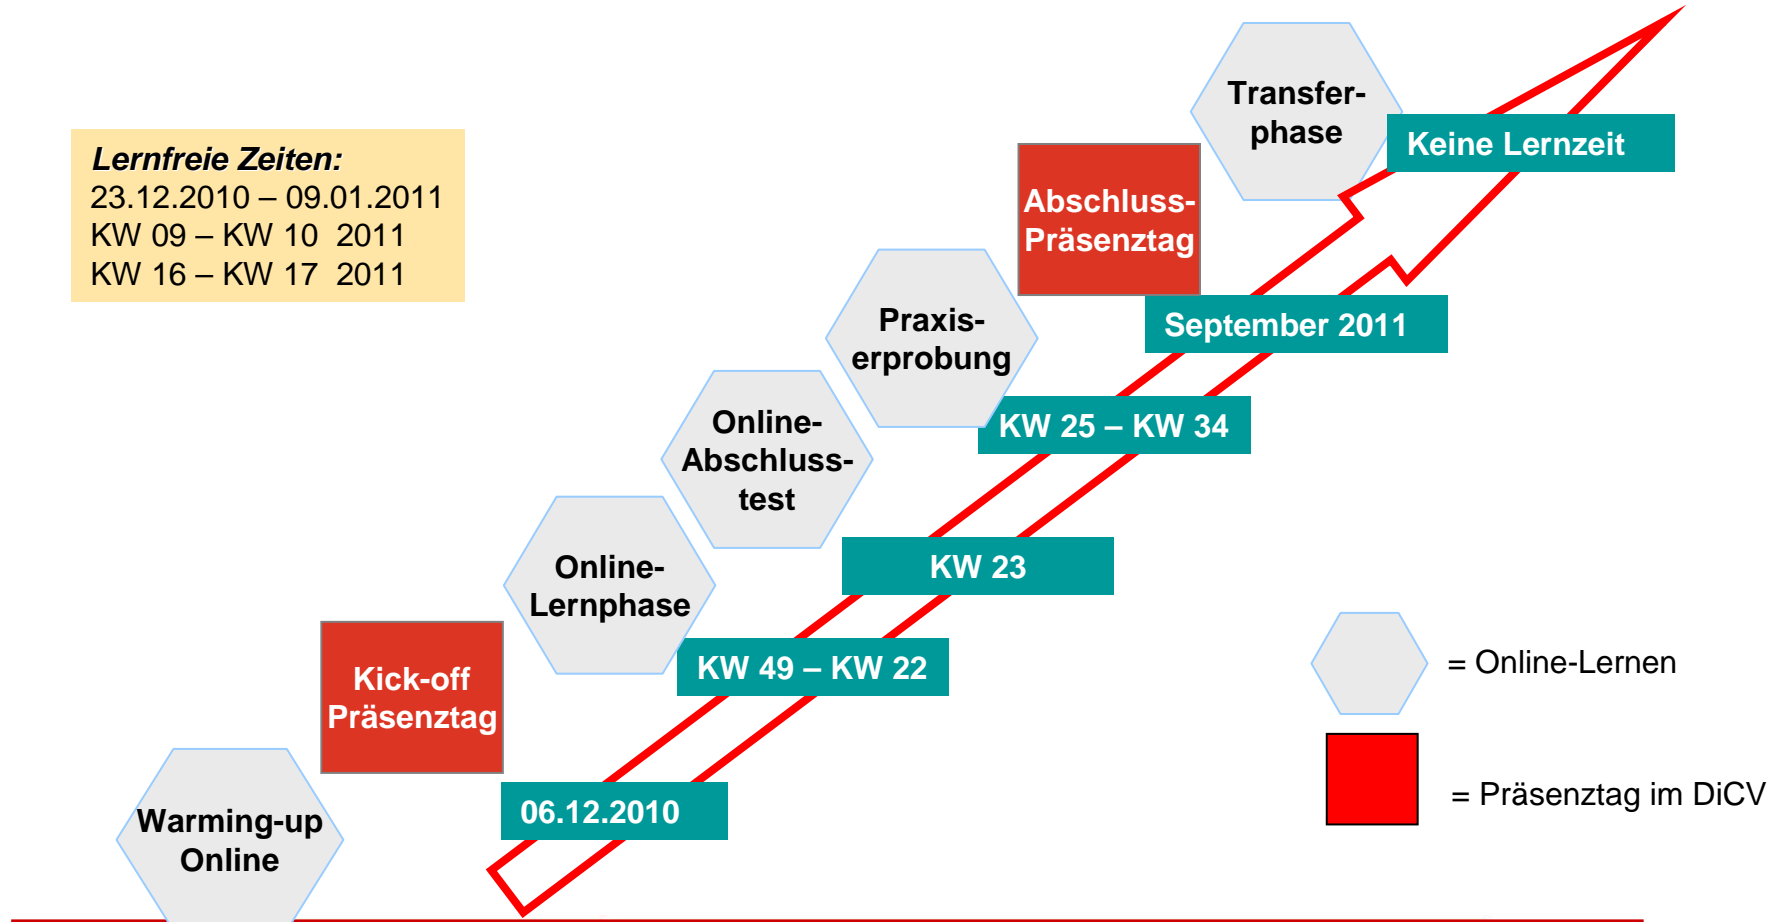 Lernfreie Zeiten:
23.12.2010 – 09.01.2011
KW 09 – KW 10  2011
KW 16 – KW 17  2011
Transfer-
phase
Keine Lernzeit
Abschluss-
Präsenztag
September 2011
Praxis-
erprobung
KW 25 – KW 34
Online-
Abschluss-
test
KW 23
Online-
Lernphase
KW 49 – KW 22
Kick-off
Präsenztag
06.12.2010
Warming-up
Online
= Online-Lernen
= Präsenztag im DiCV